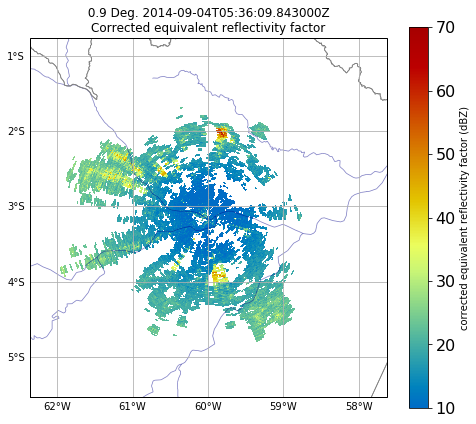 0.9 Deg. 2014-09-04T05:36:09.843000Z
Corrected equivalent reflectivity factor
1°S
2°S
3°S
4°S
5°S
62°W
61°W
60°W
59°W
58°W
70
60
50
40
30
20
10
corrected equivalent reflectivity factor (dBZ)